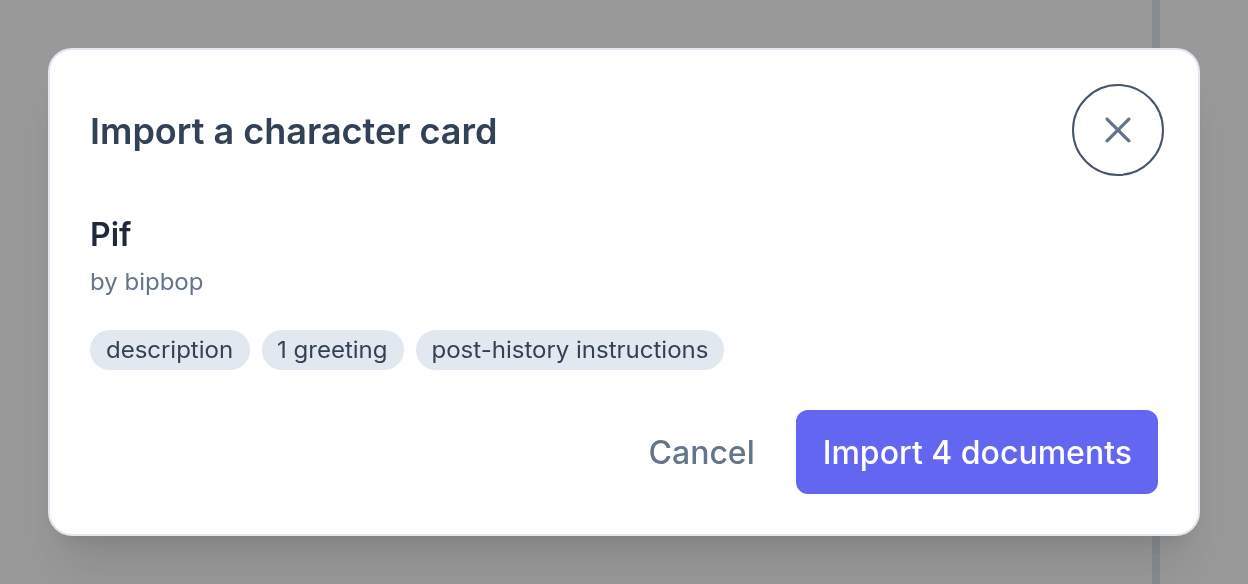 Import a character card
Pif
by bipbop
description 1 greeting post-history instructions
Cancel Import 4 documents